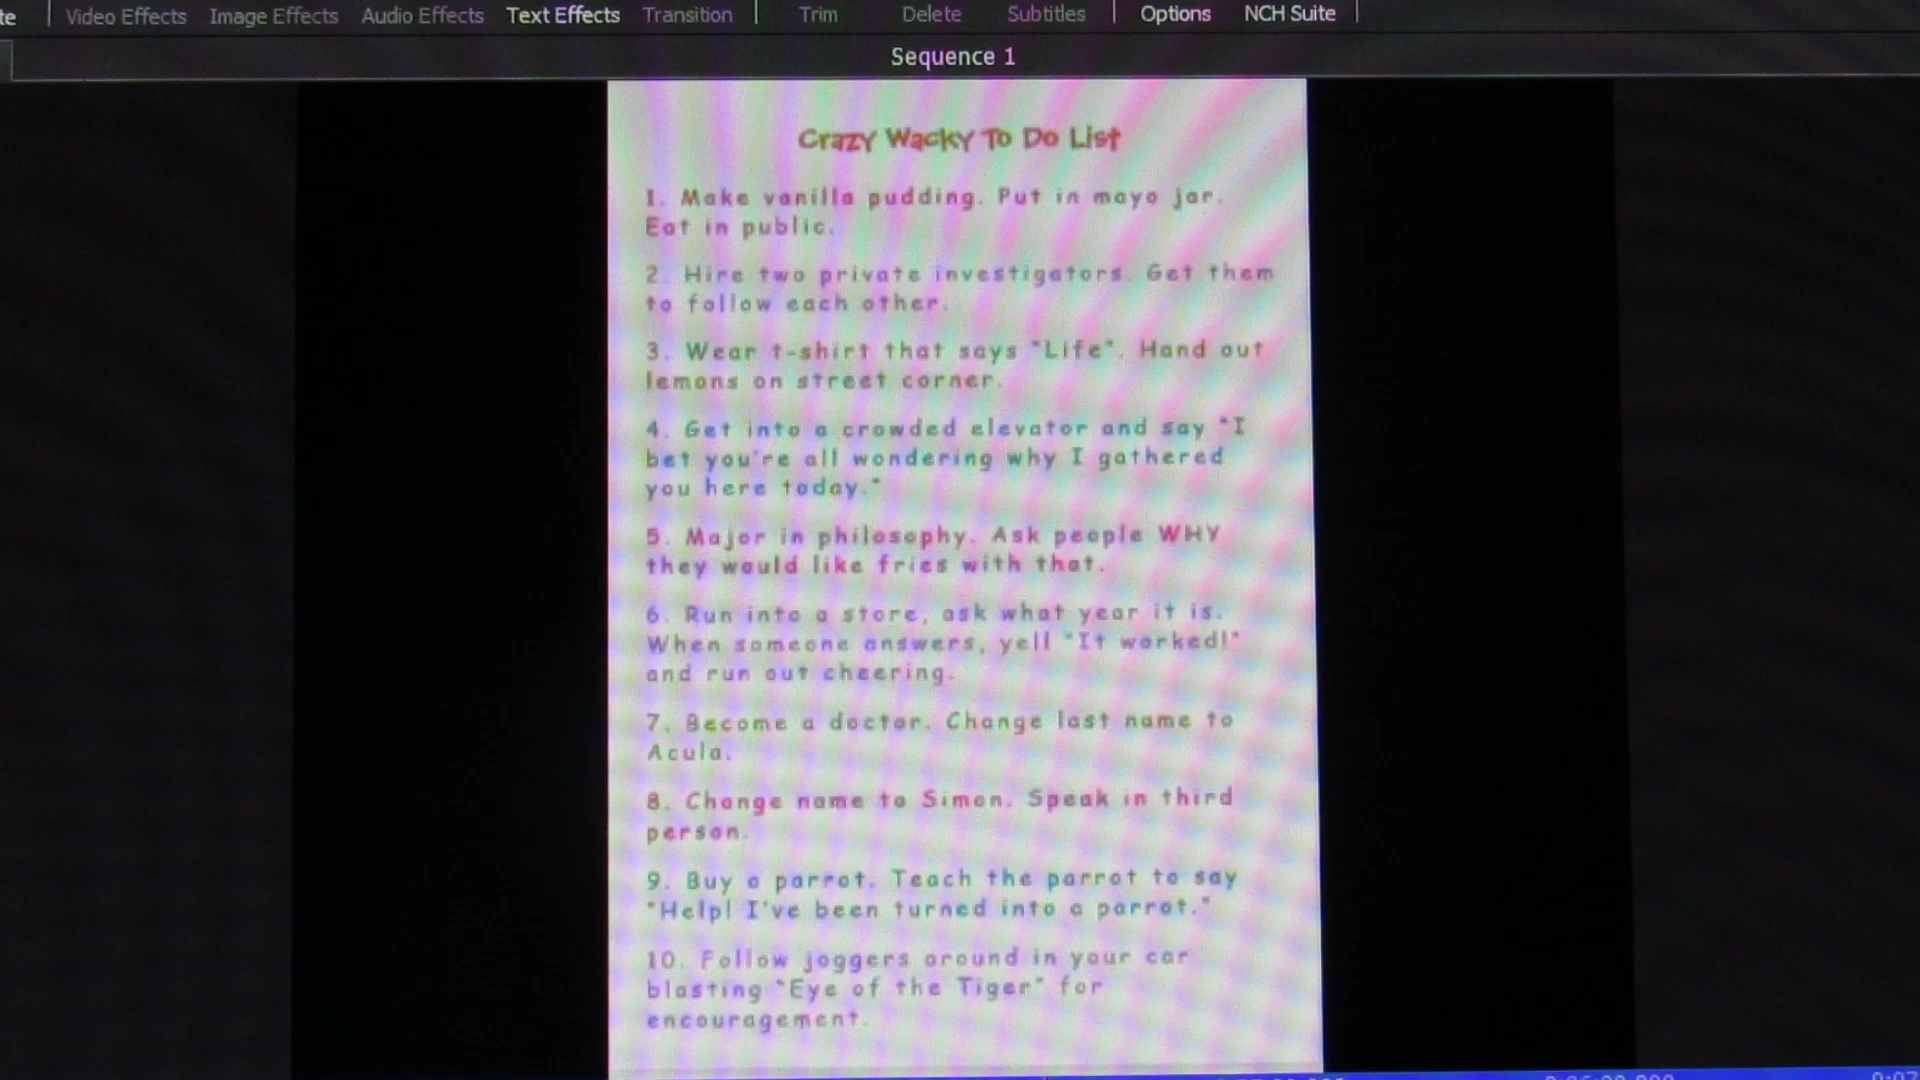 te Video Effects Image Effects Audio Effects Text Effects Transition Trim Delete Subtitles Options NCH Suite
Sequence 1
Crazy Wacky To Do List
1. Make vanilla pudding. Put in mayo jar.
Eat in public.
2. Hire two private investigators. Get them
to follow each other.
3. Wear t-shirt that says "Life". Hand out
lemons on street corner.
4. Get into a crowded elevator and say "I
bet you're all wondering why I gathered
you here today."
5. Major in philosophy. Ask people WHY
they would like fries with that.
6. Run into a store, ask what year it is.
When someone answers, yell "It worked!"
and run out cheering.
7. Become a doctor. Change last name to
Acula.
8. Change name to Simon. Speak in third
person.
9. Buy a parrot. Teach the parrot to say
"Help! I've been turned into a parrot."
10. Follow joggers around in your car
blasting "Eye of the Tiger" for
encouragement.